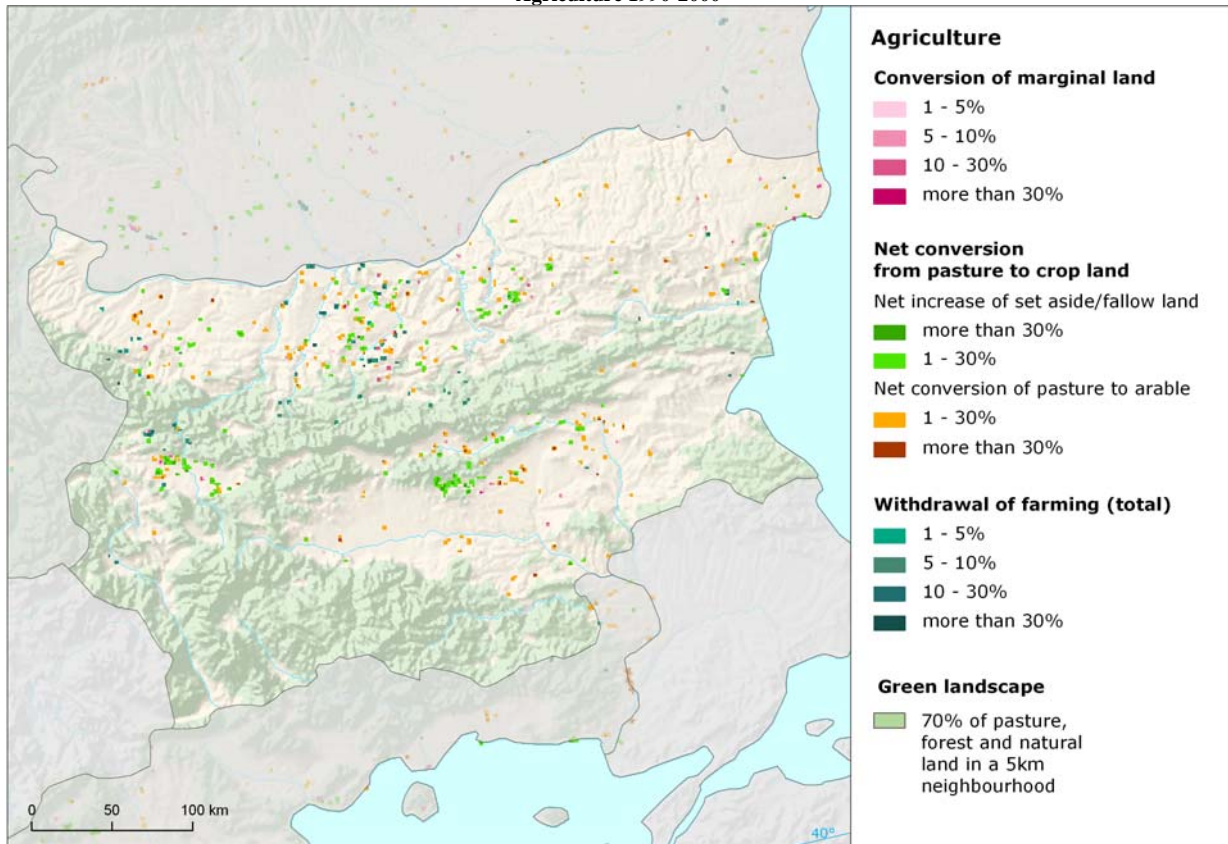 Agriculture 1990-2000
Agriculture
Conversion of marginal land
1 - 5%
5 - 10%
10 - 30%
more than 30%
Net conversion
from pasture to crop land
Net increase of set aside/fallow land
more than 30%
1 - 30%
Net conversion of pasture to arable
1 - 30%
more than 30%
Withdrawal of farming (total)
1 - 5%
5 - 10%
10 - 30%
more than 30%
Green landscape
70% of pasture,
forest and natural
land in a 5km
neighbourhood
0 50 100 km
40°